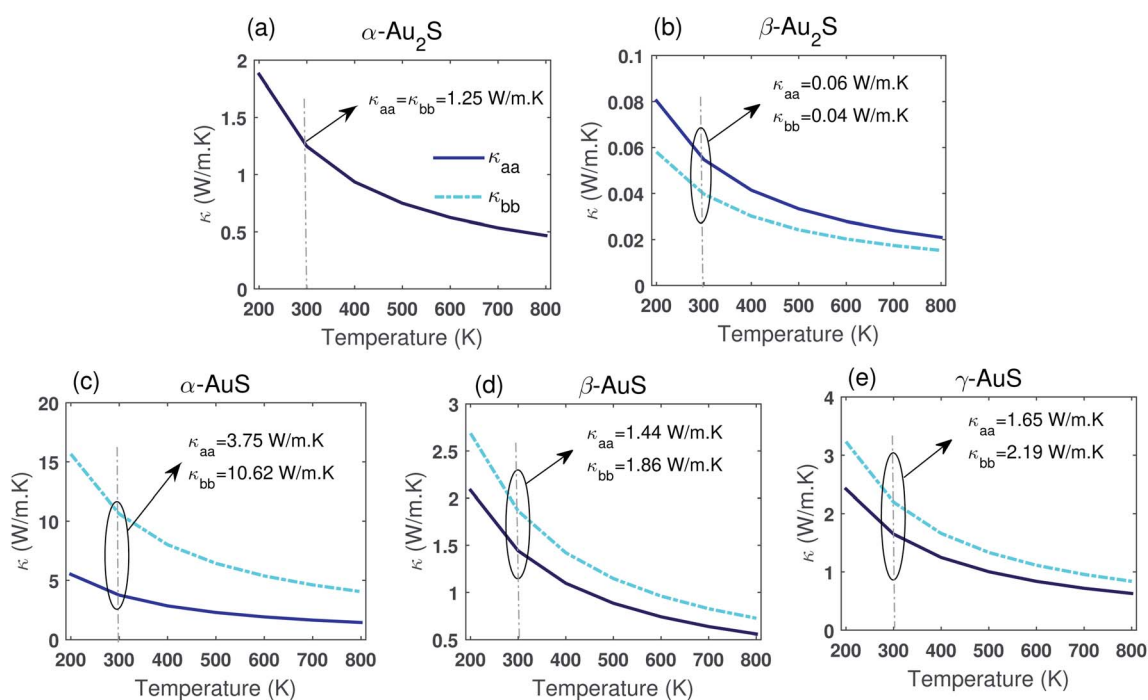 (a)
α-Au₂S
2
1.5
1
0.5
0
κ (W/m.K)
κaa=κbb=1.25 W/m.K
κaa
κbb
200 300 400 500 600 700 800
Temperature (K)
(b)
β-Au₂S
0.1
0.08
0.06
0.04
0.02
0
κ (W/m.K)
κaa=0.06 W/m.K
κbb=0.04 W/m.K
200 300 400 500 600 700 800
Temperature (K)
(c)
α-AuS
20
15
10
5
0
κ (W/m.K)
κaa=3.75 W/m.K
κbb=10.62 W/m.K
200 300 400 500 600 700 800
Temperature (K)
(d)
β-AuS
3
2.5
2
1.5
1
0.5
κ (W/m.K)
κaa=1.44 W/m.K
κbb=1.86 W/m.K
200 300 400 500 600 700 800
Temperature (K)
(e)
γ-AuS
4
3
2
1
0
κ (W/m.K)
κaa=1.65 W/m.K
κbb=2.19 W/m.K
200 300 400 500 600 700 800
Temperature (K)